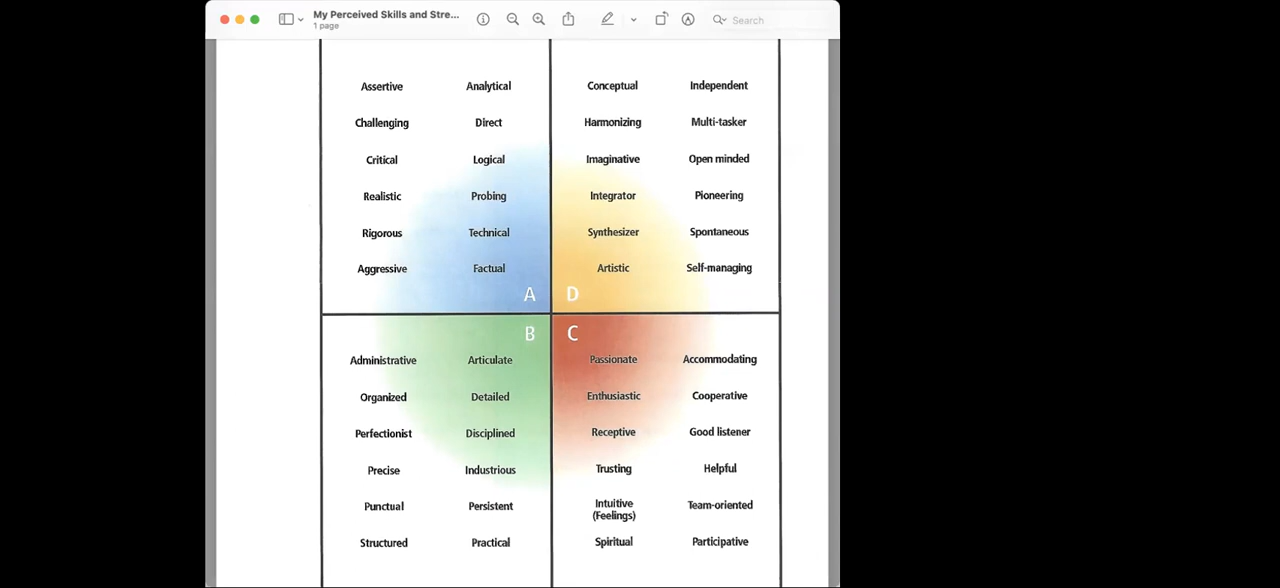 My Perceived Skills and Stre...
1 page
Search
Assertive Analytical Conceptual Independent
Challenging Direct Harmonizing Multi-tasker
Critical Logical Imaginative Open minded
Realistic Probing Integrator Pioneering
Rigorous Technical Synthesizer Spontaneous
Aggressive Factual Artistic Self-managing
A D
B C
Administrative Articulate Passionate Accommodating
Organized Detailed Enthusiastic Cooperative
Perfectionist Disciplined Receptive Good listener
Precise Industrious Trusting Helpful
Punctual Persistent Intuitive Team-oriented
(Feelings)
Structured Practical Spiritual Participative